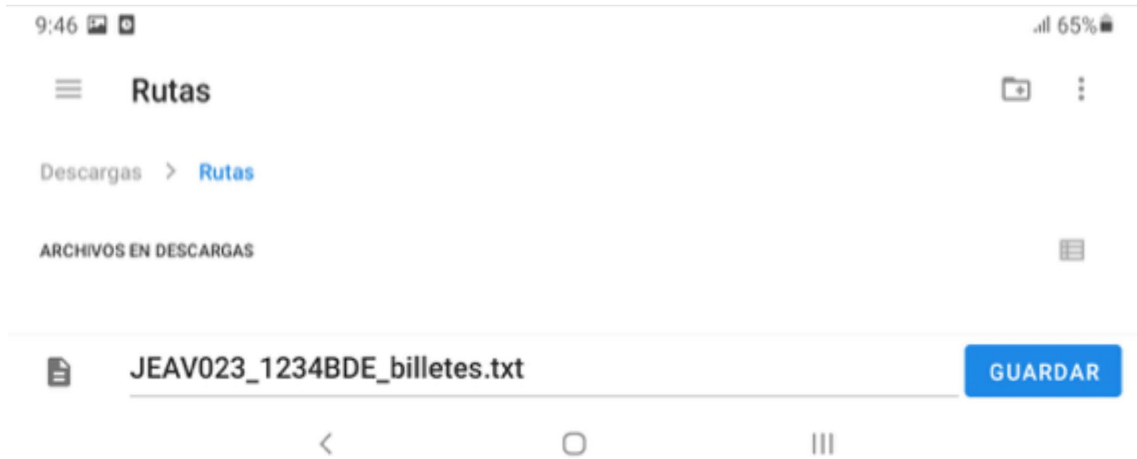 9:46 65%
Rutas
Descargas > Rutas
ARCHIVOS EN DESCARGAS
JEAV023_1234BDE_billetes.txt GUARDAR